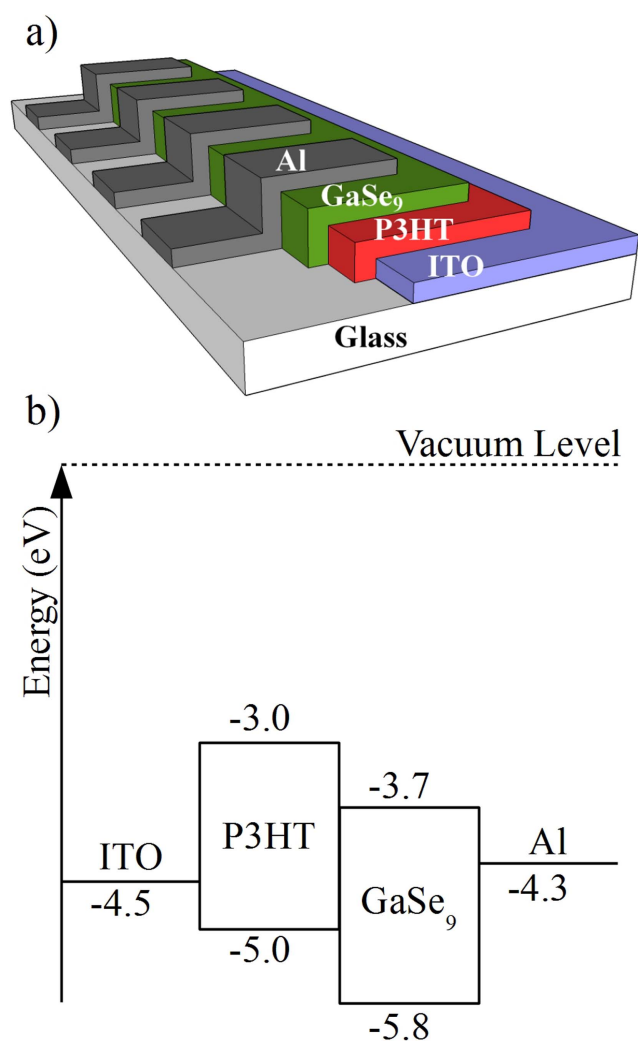 a)
Al
GaSe₉
P3HT
ITO
Glass
b)
Vacuum Level
Energy (eV)
-3.0
-3.7
P3HT
ITO
Al
-4.5
-4.3
GaSe₉
-5.0
-5.8